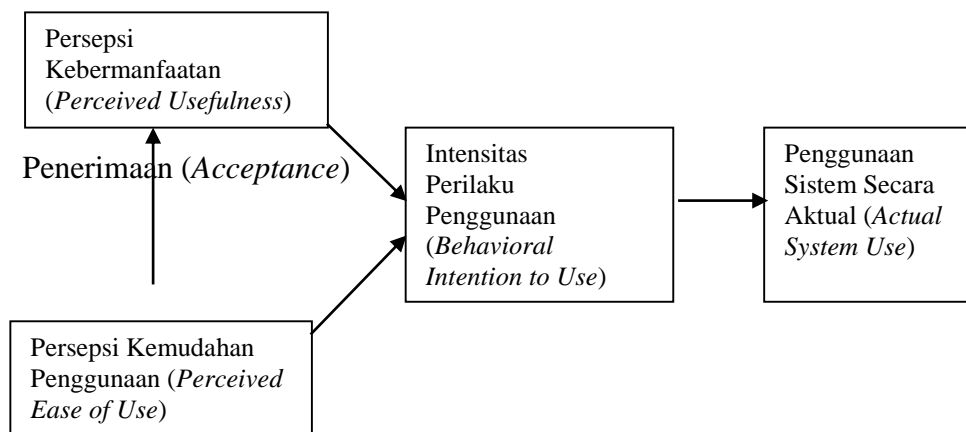 Persepsi
Kebermanfaatan
(Perceived Usefulness)
Penerimaan (Acceptance)
Intensitas
Perilaku
Penggunaan
(Behavioral
Intention to Use)
Penggunaan
Sistem Secara
Aktual (Actual
System Use)
Persepsi Kemudahan
Penggunaan (Perceived
Ease of Use)